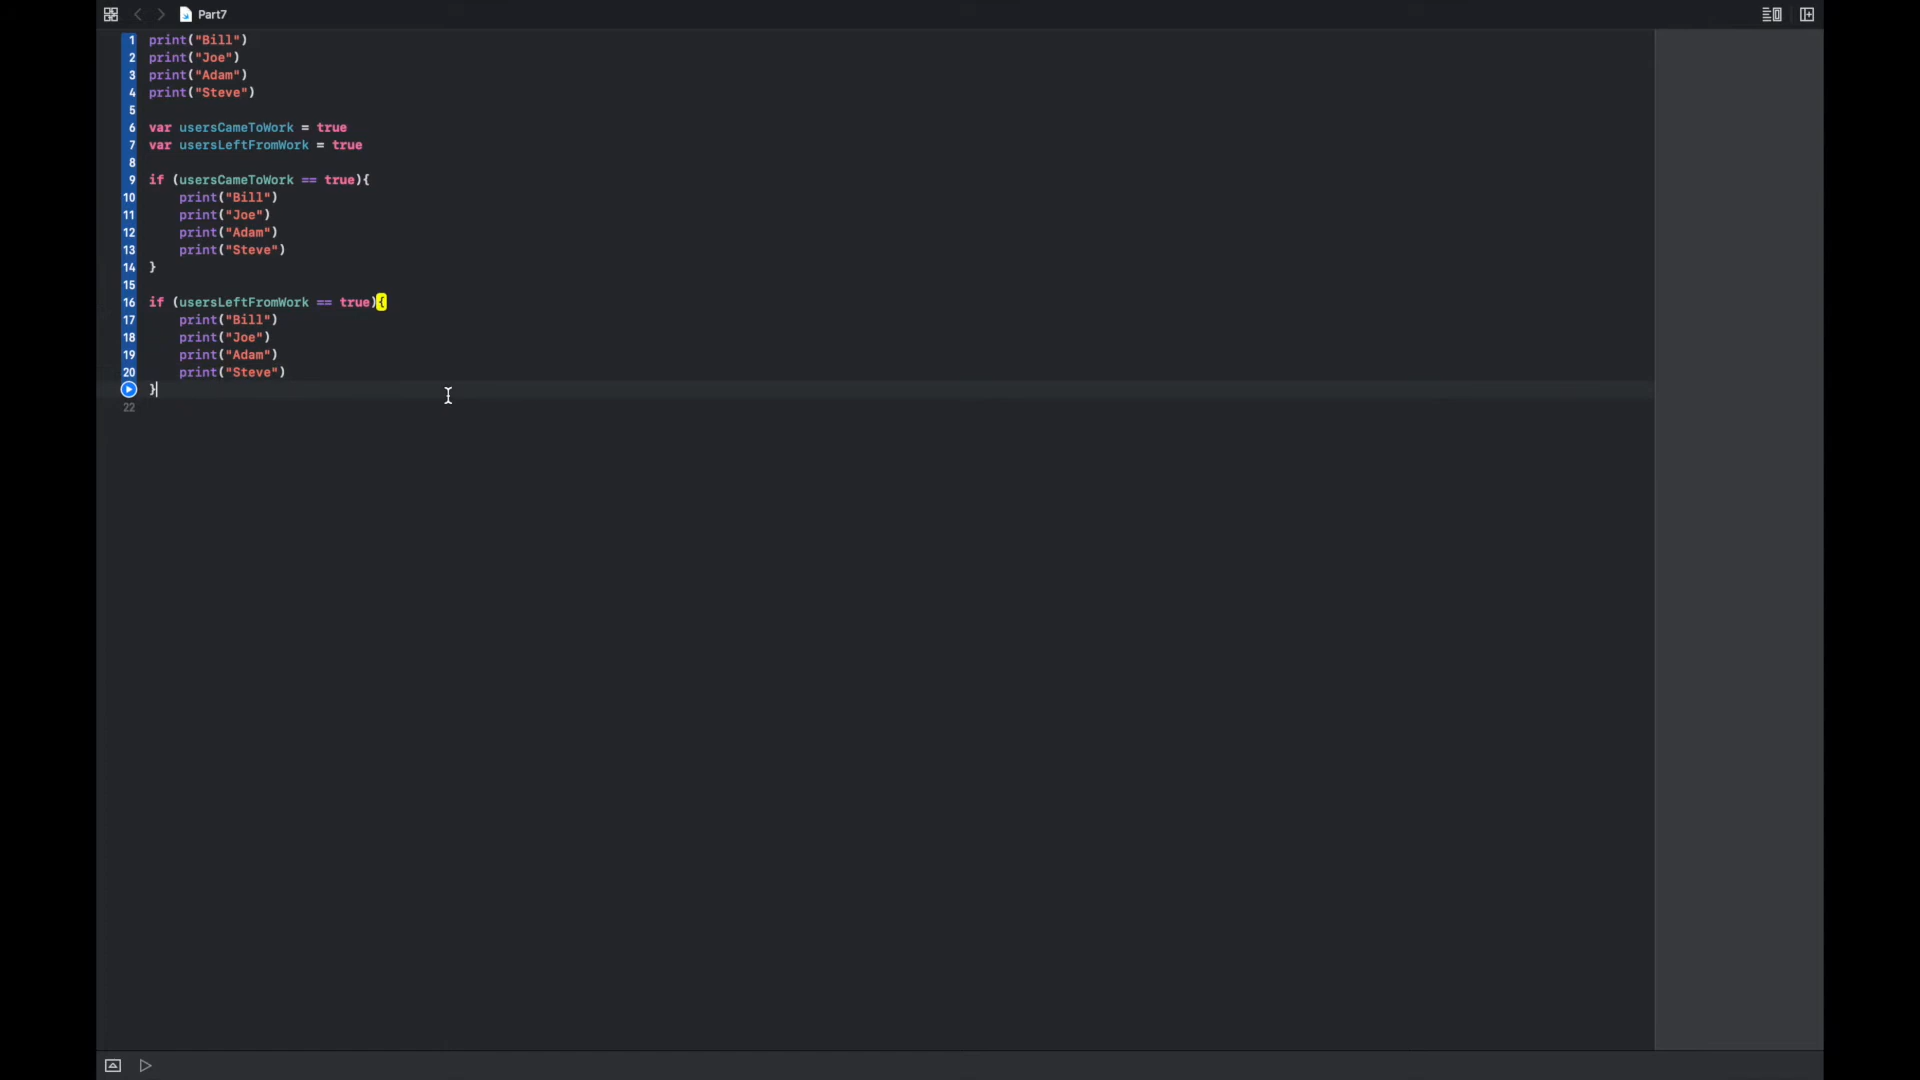 Part7
1 print("Bill")
2 print("Joe")
3 print("Adam")
4 print("Steve")
5
6 var usersCameToWork = true
7 var usersLeftFromWork = true
8
9 if (usersCameToWork == true){
10     print("Bill")
11     print("Joe")
12     print("Adam")
13     print("Steve")
14 }
15
16 if (usersLeftFromWork == true){
17     print("Bill")
18     print("Joe")
19     print("Adam")
20     print("Steve")
}
22